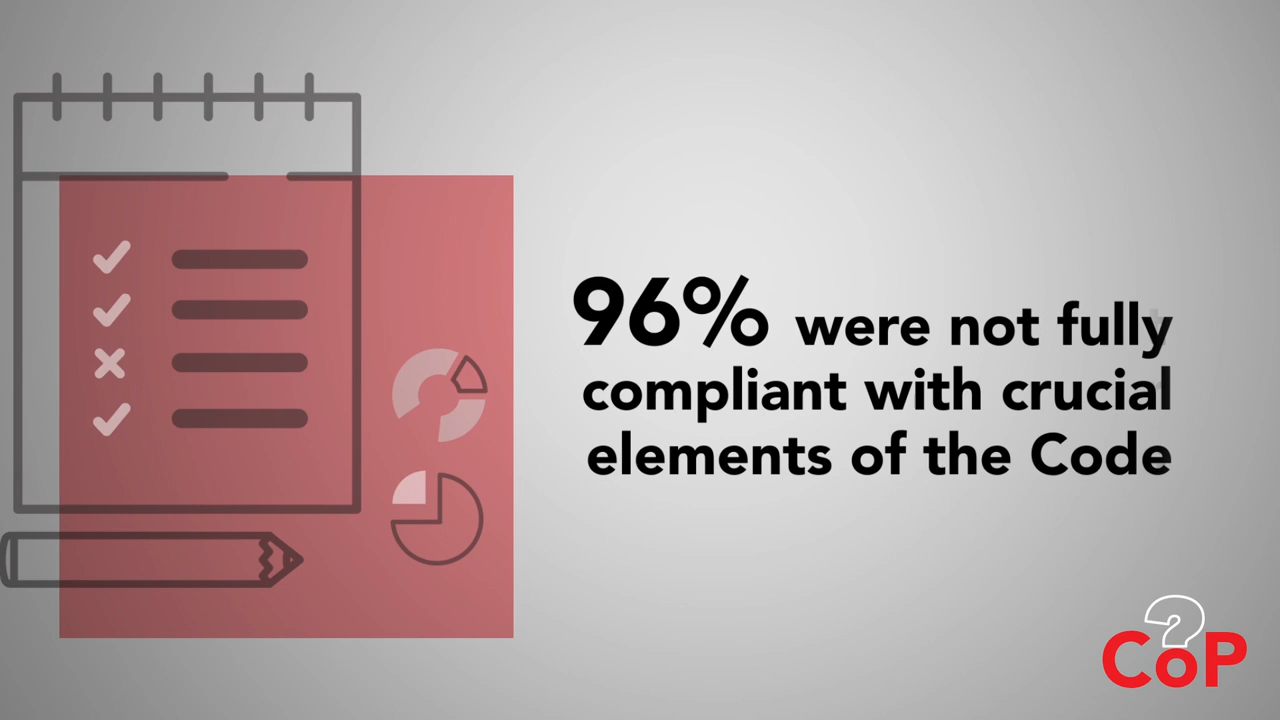 96% were not fully
compliant with crucial
elements of the Code
?
CoP